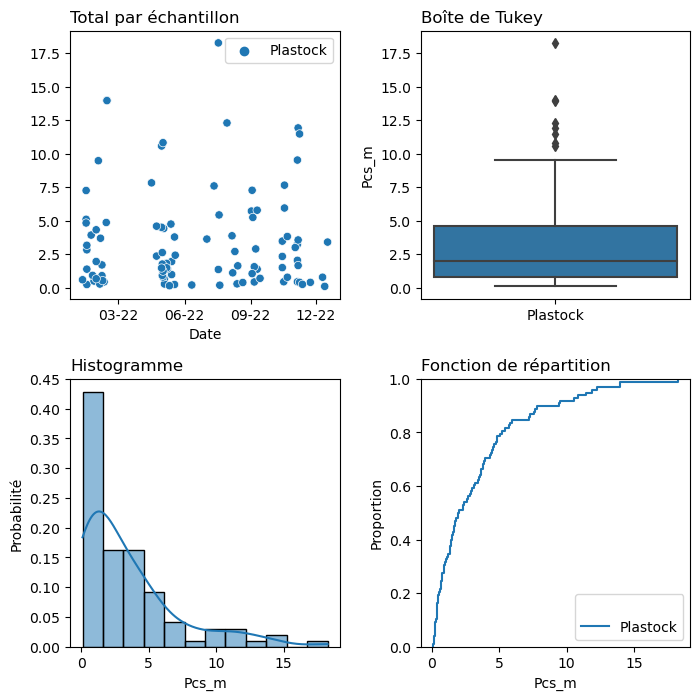 Total par échantillon
Plastock
17.5
15.0
12.5
10.0
7.5
5.0
2.5
0.0
03-22 06-22 09-22 12-22
Date
Boîte de Tukey
Pcs_m
17.5
15.0
12.5
10.0
7.5
5.0
2.5
0.0
Plastock
Histogramme
Probabilité
0.45
0.40
0.35
0.30
0.25
0.20
0.15
0.10
0.05
0.00
0 5 10 15
Pcs_m
Fonction de répartition
Proportion
1.0
0.8
0.6
0.4
0.2
0.0
Plastock
0 5 10 15
Pcs_m